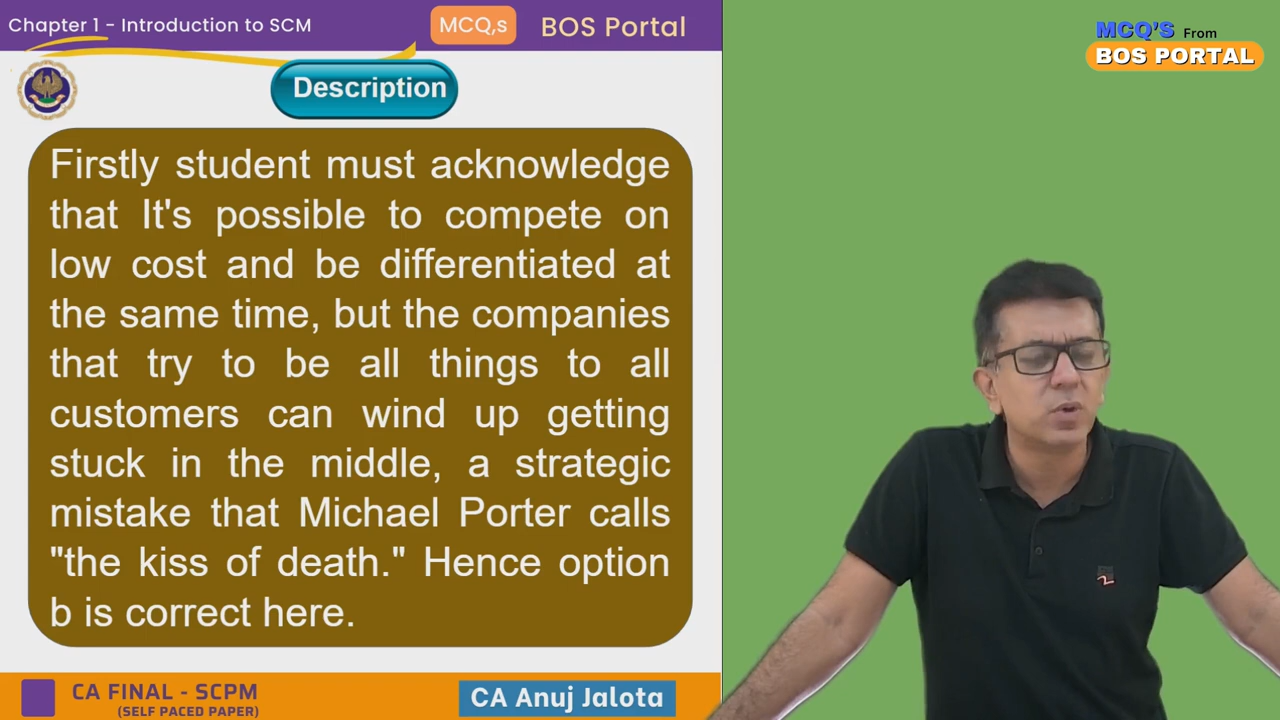 Chapter 1 - Introduction to SCM
MCQ,s
BOS Portal
MCQ'S From
BOS PORTAL
Description
Firstly student must acknowledge
that It's possible to compete on
low cost and be differentiated at
the same time, but the companies
that try to be all things to all
customers can wind up getting
stuck in the middle, a strategic
mistake that Michael Porter calls
"the kiss of death." Hence option
b is correct here.
CA FINAL - SCPM
(SELF PACED PAPER)
CA Anuj Jalota